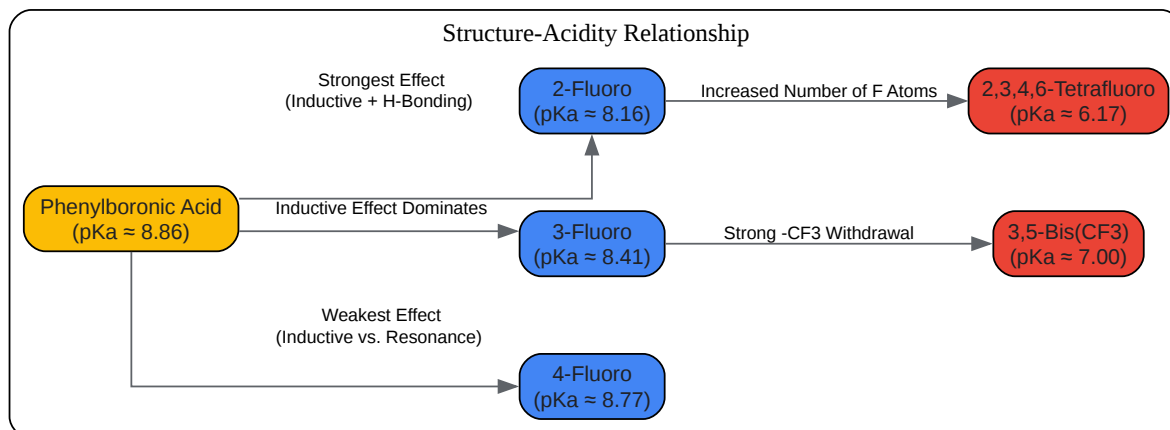 Structure-Acidity Relationship
Strongest Effect
(Inductive + H-Bonding)
2-Fluoro
(pKa ≈ 8.16)
Increased Number of F Atoms
2,3,4,6-Tetrafluoro
(pKa ≈ 6.17)
Phenylboronic Acid
(pKa ≈ 8.86)
Inductive Effect Dominates
3-Fluoro
(pKa ≈ 8.41)
Strong -CF3 Withdrawal
3,5-Bis(CF3)
(pKa ≈ 7.00)
Weakest Effect
(Inductive vs. Resonance)
4-Fluoro
(pKa ≈ 8.77)